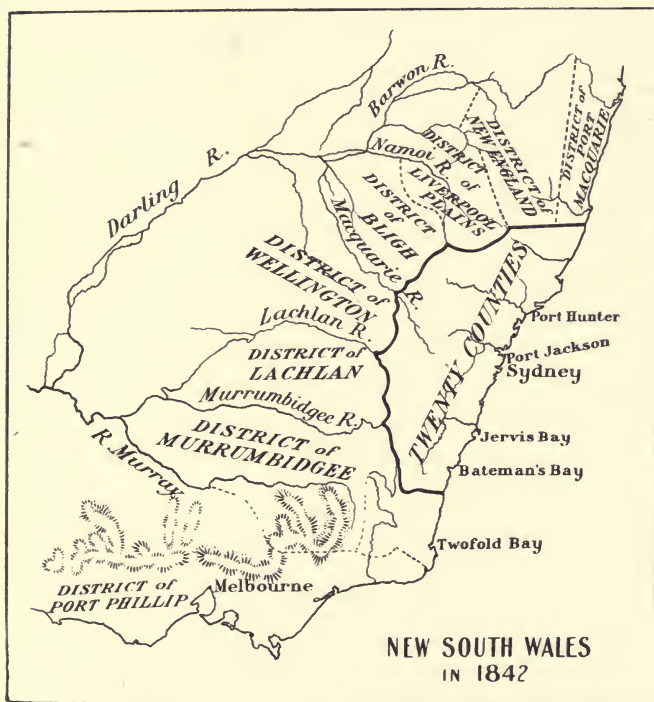 Barwon R.
Namoi R.
Darling R.
Macquarie R.
DISTRICT of
PORT
MACQUARIE
DISTRICT of
NEW ENGLAND
DISTRICT
of
LIVERPOOL
PLAINS
DISTRICT
of
BLIGH
DISTRICT of
WELLINGTON
Lachlan R.
DISTRICT of
LACHLAN
Murrumbidgee R.
DISTRICT of
MURRUMBIDGEE
R. Murray
TWENTY COUNTIES
Port Hunter
Port Jackson
Sydney
Jervis Bay
Bateman's Bay
Twofold Bay
Melbourne
DISTRICT of
PORT PHILLIP
NEW SOUTH WALES
IN 1842